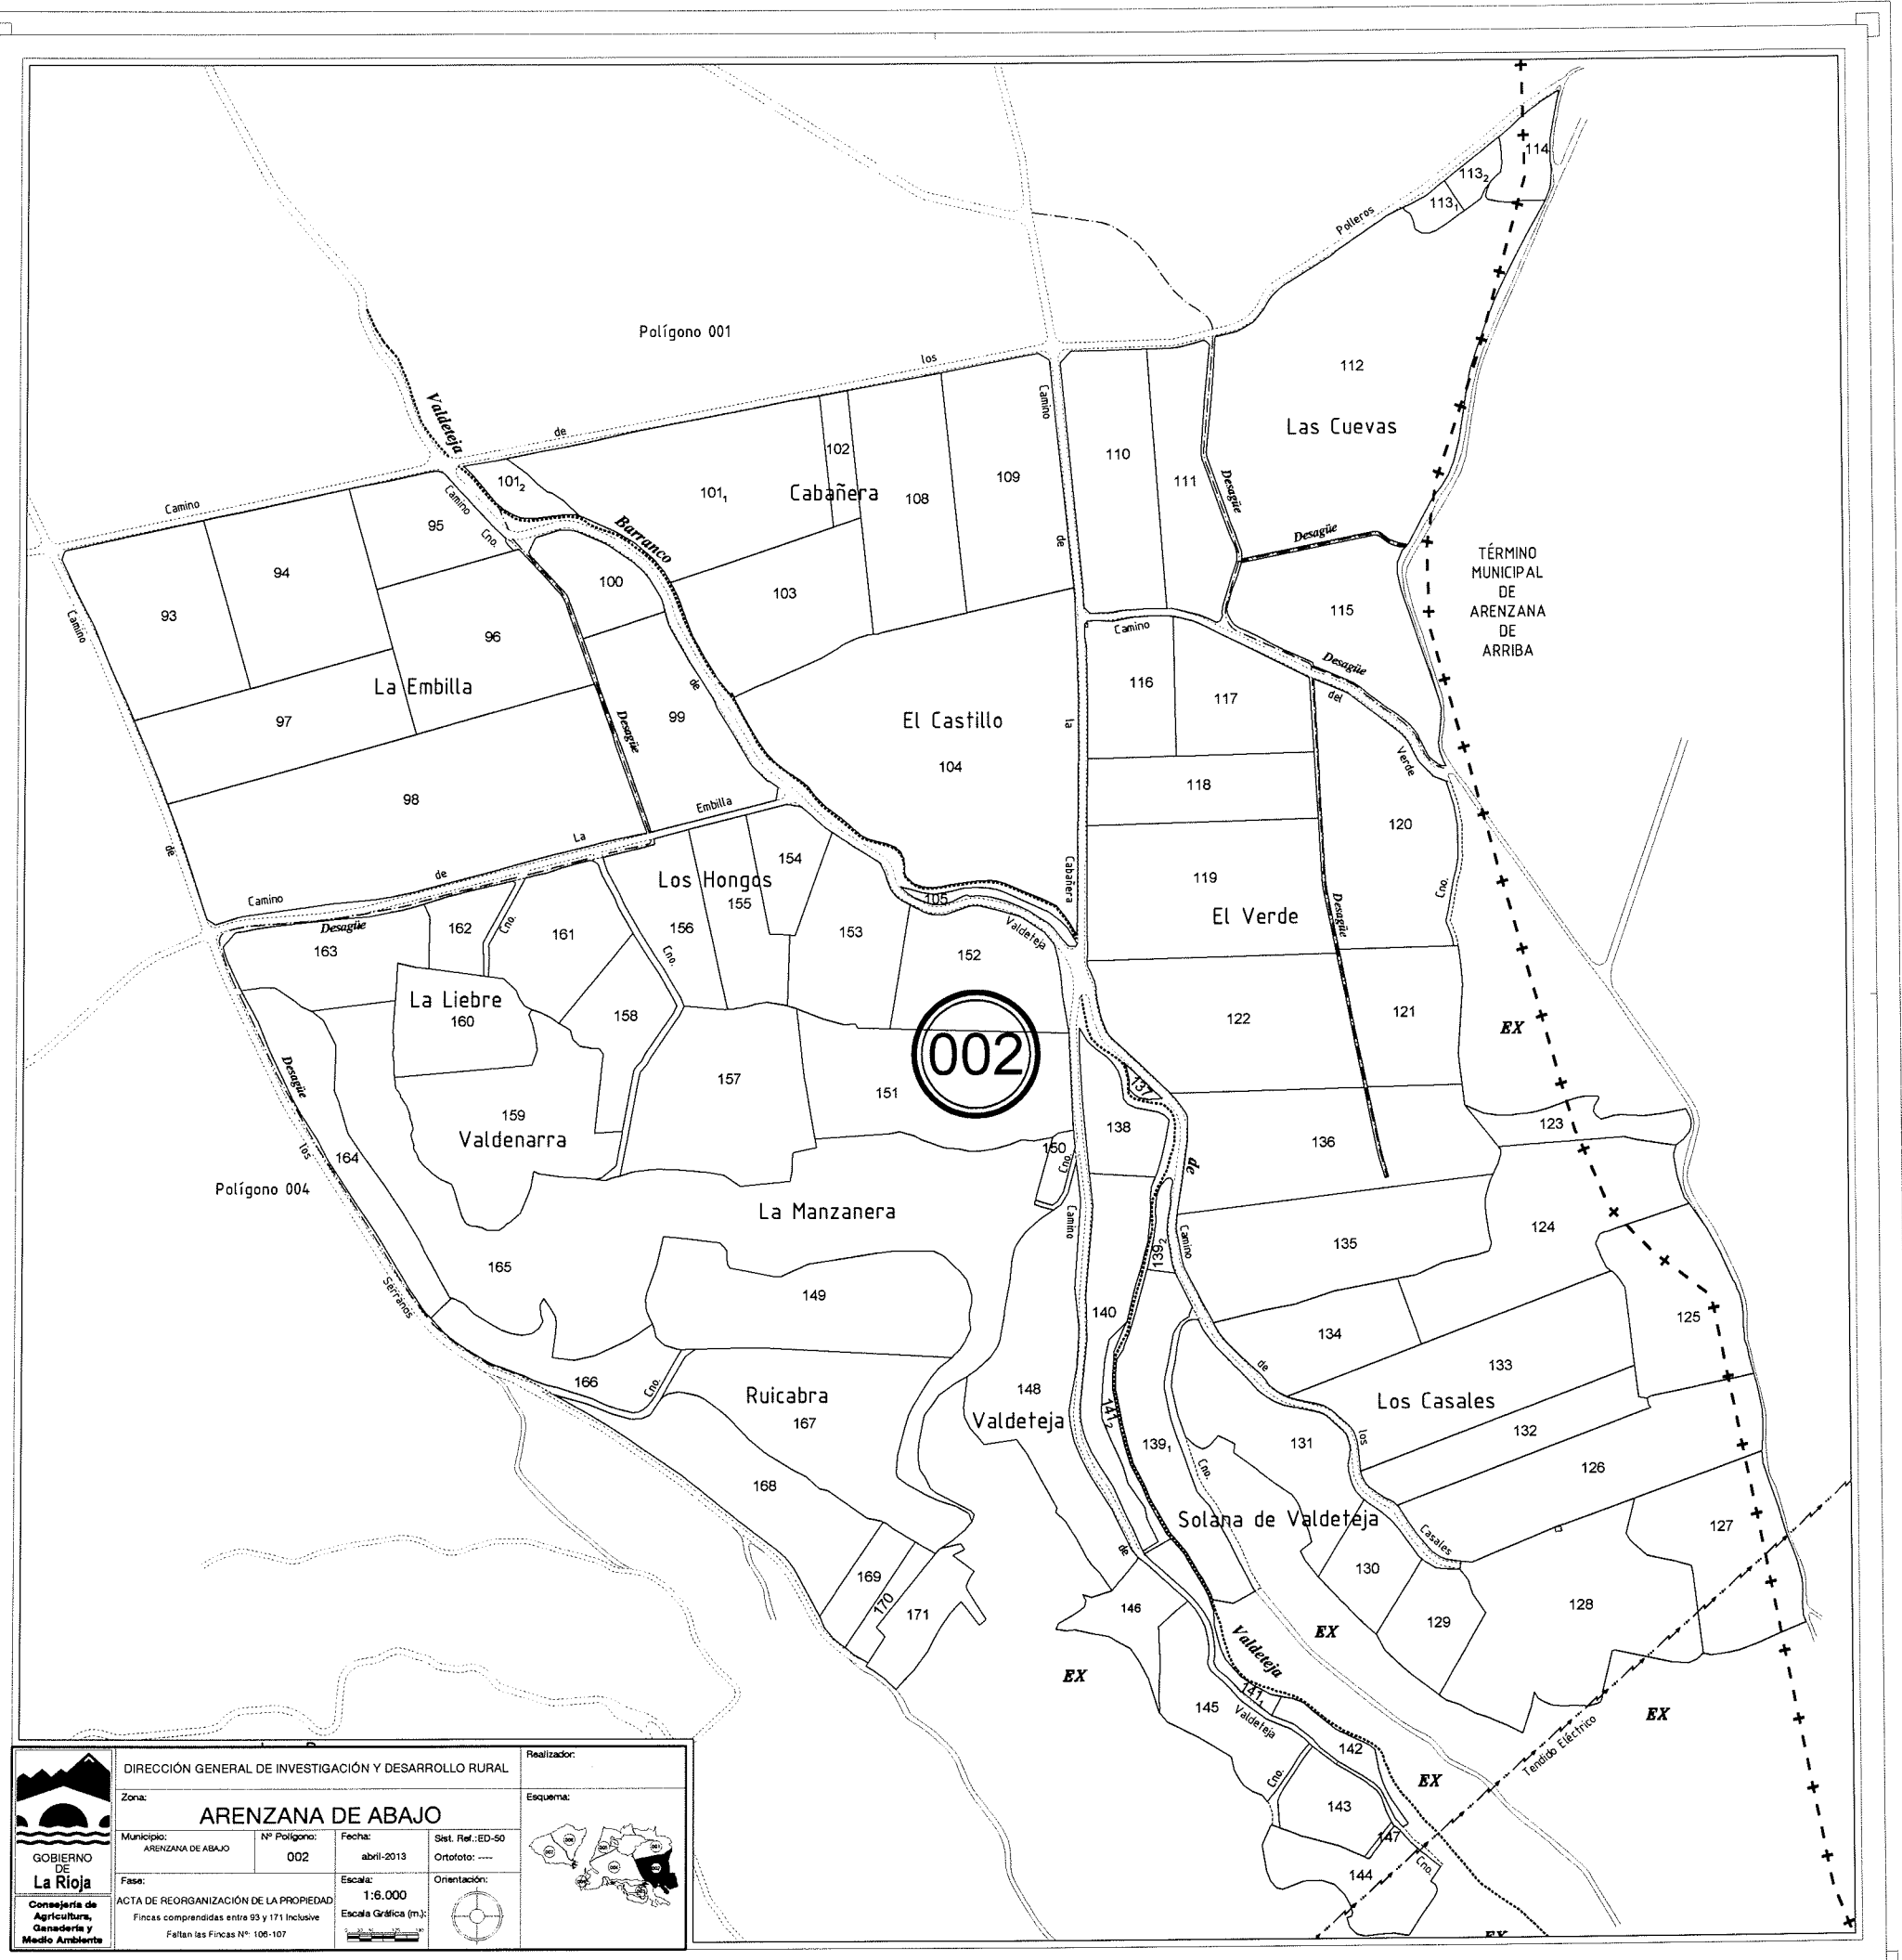 114
113₂
113₁
Polleros
Polígono 001
los
112
Las Cuevas
Valdeteja
de
Camino
102
110
109
101₂
101₁
Cabañera
108
111
Desagüe
Camino
95
Camino
Cno.
Barranco
de
Desagüe
94
100
103
TÉRMINO
MUNICIPAL
DE
ARENZANA
DE
ARRIBA
93
Camino
96
115
Camino
Desagüe
La Embilla
de
116
117
del
97
Desagüe
99
El Castillo
la
104
Verde
98
118
Embilla
120
La
de
154
Los Hongos
155
Cabañera
119
Cno.
de
Camino
Desagüe
105
El Verde
Desagüe
162
Cno.
161
156
153
Valdeteja
163
Cno.
152
La Liebre
160
158
122
121
EX
002
Desagüe
157
151
137
159
Valdenarra
138
136
123
los
164
150
Cno.
de
Polígono 004
La Manzanera
Camino
Camino
124
135
139₂
165
149
Serranos
140
125
134
de
133
166
Cno.
Ruicabra
167
148
Valdeteja
141₂
Los Casales
132
139₁
131
los
Cno.
126
168
Solana de Valdeteja
127
Casales
de
169
130
170
171
146
129
128
EX
Valdeteja
EX
145
141₁
Valdeteja
EX
142
Tendido Eléctrico
Cno.
EX
143
147
Cno.
144
EX
DIRECCIÓN GENERAL DE INVESTIGACIÓN Y DESARROLLO RURAL
Realizador:
Zona:
ARENZANA DE ABAJO
Esquema:
Municipio:
ARENZANA DE ABAJO
Nº Polígono:
002
Fecha:
abril-2013
Sist. Ref.:ED-50
Ortofoto: ----
GOBIERNO
DE
La Rioja
Consejería de
Agricultura,
Ganadería y
Medio Ambiente
Fase:
ACTA DE REORGANIZACIÓN DE LA PROPIEDAD
Fincas comprendidas entre 93 y 171 Inclusive
Faltan las Fincas Nº: 106-107
Escala:
1:6.000
Escala Gráfica (m.):
Orientación: